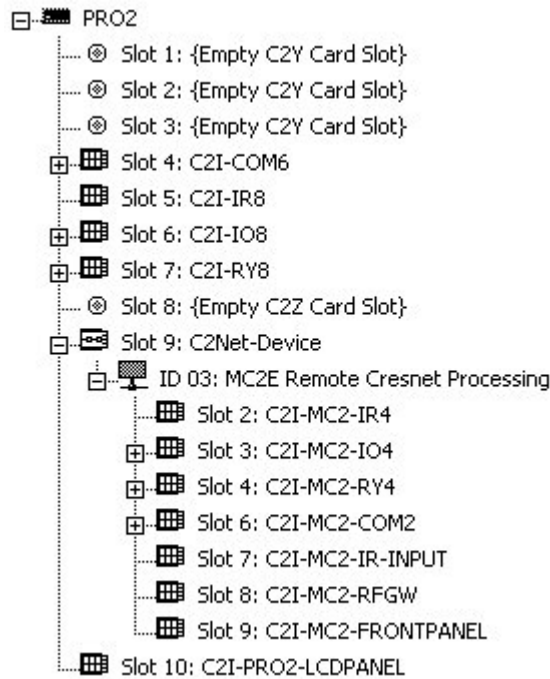 PRO2
Slot 1: {Empty C2Y Card Slot}
Slot 2: {Empty C2Y Card Slot}
Slot 3: {Empty C2Y Card Slot}
Slot 4: C2I-COM6
Slot 5: C2I-IR8
Slot 6: C2I-IO8
Slot 7: C2I-RY8
Slot 8: {Empty C2Z Card Slot}
Slot 9: C2Net-Device
ID 03: MC2E Remote Cresnet Processing
Slot 2: C2I-MC2-IR4
Slot 3: C2I-MC2-IO4
Slot 4: C2I-MC2-RY4
Slot 6: C2I-MC2-COM2
Slot 7: C2I-MC2-IR-INPUT
Slot 8: C2I-MC2-RFGW
Slot 9: C2I-MC2-FRONTPANEL
Slot 10: C2I-PRO2-LCDPANEL